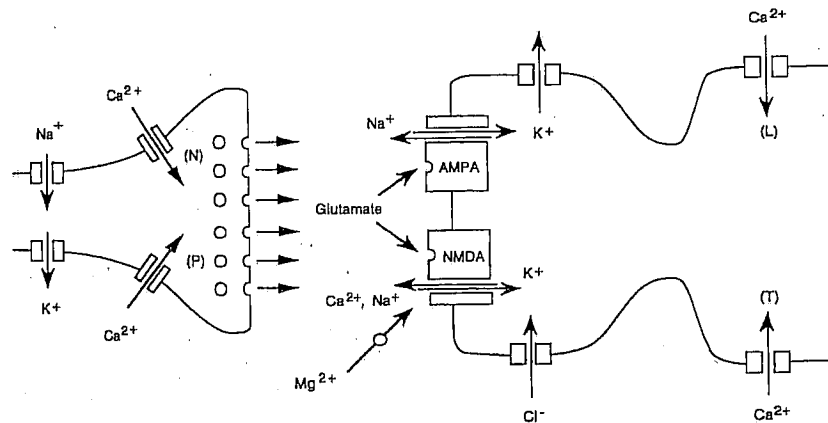 Ca2+
Ca2+
Na+
(N)
Na+
K+
(L)
AMPA
Glutamate
NMDA
(P)
K+
K+
Ca2+, Na+
(T)
Ca2+
Mg2+
Cl-
Ca2+